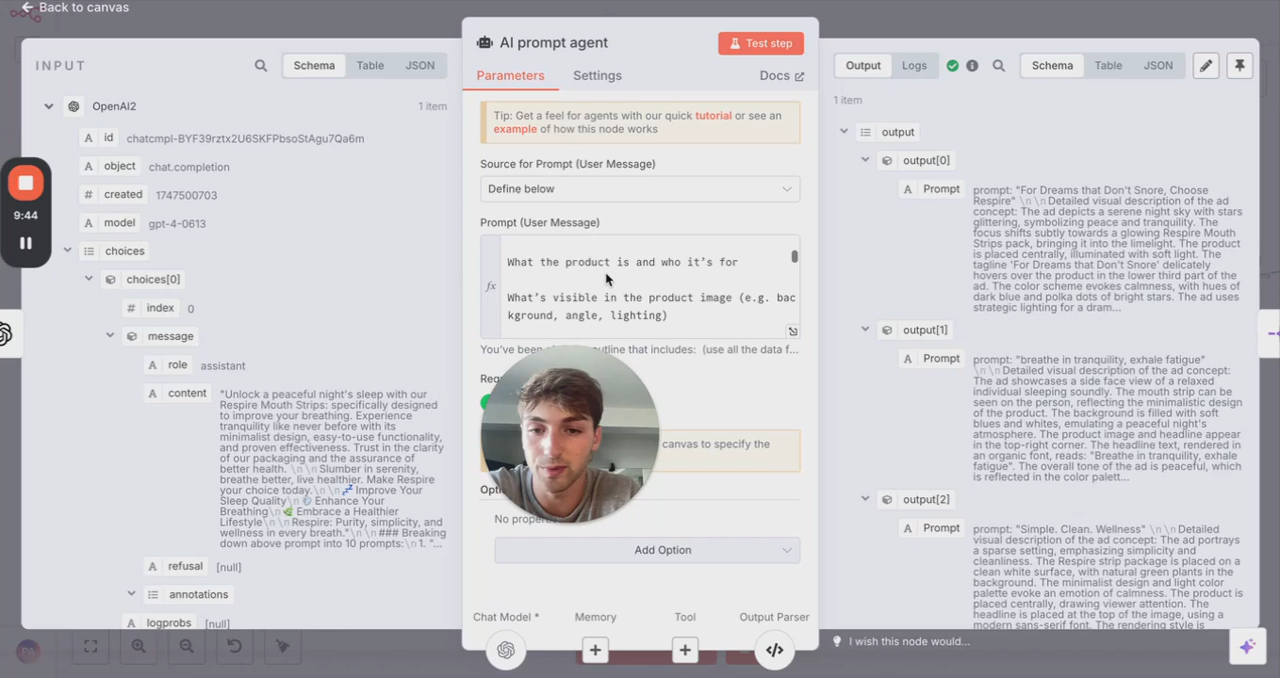 Back to canvas
INPUT
Schema
Table
JSON
OpenAI2
1 item
A id chatcmpl-BYF39rztx2U6SKFPbsoStAgu7Qa6m
A object chat.completion
# created 1747500703
A model gpt-4-0613
choices
choices[0]
# index 0
message
A role assistant
A content "Unlock a peaceful night's sleep with our
Respire Mouth Strips: specifically designed
to improve your breathing. Experience
tranquility like never before with its
minimalist design, easy-to-use functionality,
and proven effectiveness. Trust in the clarity
of our packaging and the assurance of
better health. \n\nSlumber in serenity,
breathe better, live healthier. Make Respire
your choice today.\n\n💤 Improve Your
Sleep Quality\n Enhance Your
Breathing\n🌿 Embrace a Healthier
Lifestyle\n\nRespire: Purity, simplicity, and
wellness in every breath."\n\n### Breaking
down above prompt into 10 prompts:\n1. "...
A refusal [null]
annotations
A logprobs [null]
9:44
AI prompt agent
Test step
Parameters
Settings
Docs
Tip: Get a feel for agents with our quick tutorial or see an
example of how this node works
Source for Prompt (User Message)
Define below
Prompt (User Message)
fx
What the product is and who it's for
What's visible in the product image (e.g. bac
kground, angle, lighting)
You've been outline that includes: (use all the data f...
Req
canvas to specify the
Opti
No proper
Add Option
Chat Model *
Memory
Tool
Output Parser
Output
Logs
Schema
Table
JSON
1 item
output
output[0]
A Prompt prompt: "For Dreams that Don't Snore, Choose
Respire" \n\nDetailed visual description of the ad
concept: The ad depicts a serene night sky with stars
glittering, symbolizing peace and tranquility. The
focus shifts subtly towards a glowing Respire Mouth
Strips pack, bringing it into the limelight. The product
is placed centrally, illuminated with soft light. The
tagline 'For Dreams that Don't Snore' delicately
hovers over the product in the lower third part of the
ad. The color scheme evokes calmness, with hues of
dark blue and polka dots of bright stars. The ad uses
strategic lighting for a dram...
output[1]
A Prompt prompt: "breathe in tranquility, exhale fatigue"
\n\nDetailed visual description of the ad concept:
The ad showcases a side face view of a relaxed
individual sleeping soundly. The mouth strip can be
seen on the person, reflecting the minimalistic design
of the product. The background is filled with soft
blues and whites, emulating a peaceful night's
atmosphere. The product image and headline appear
in the top-right corner. The headline text, rendered in
an organic font, reads: "Breathe in tranquility, exhale
fatigue". The overall tone of the ad is peaceful, which
is reflected in the color palett...
output[2]
A Prompt prompt: "Simple. Clean. Wellness" \n\nDetailed
visual description of the ad concept: The ad portrays
a sparse setting, emphasizing simplicity and
cleanliness. The Respire strip package is placed on a
clean white surface, with natural green plants in the
background. The minimalist design and light color
palette evoke an emotion of calmness. The product is
placed centrally, drawing viewer attention. The
headline is placed at the top of the image, using a
modern sans-serif font. The rendering style is
I wish this node would...